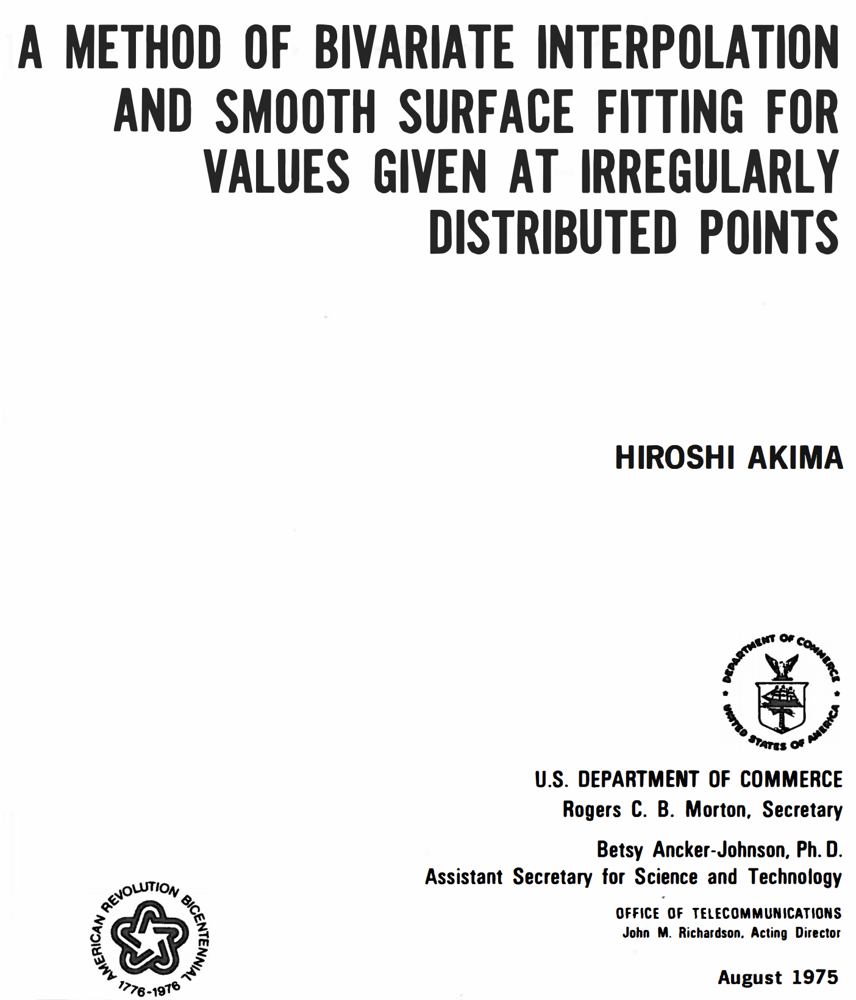 A METHOD OF BIVARIATE INTERPOLATION
AND SMOOTH SURFACE FITTING FOR
VALUES GIVEN AT IRREGULARLY
DISTRIBUTED POINTS
HIROSHI AKIMA
DEPARTMENT OF COMMERCE
UNITED STATES OF AMERICA
U.S. DEPARTMENT OF COMMERCE
Rogers C. B. Morton, Secretary
Betsy Ancker-Johnson, Ph. D.
Assistant Secretary for Science and Technology
OFFICE OF TELECOMMUNICATIONS
John M. Richardson, Acting Director
AMERICAN REVOLUTION BICENTENNIAL
1776-1976
August 1975